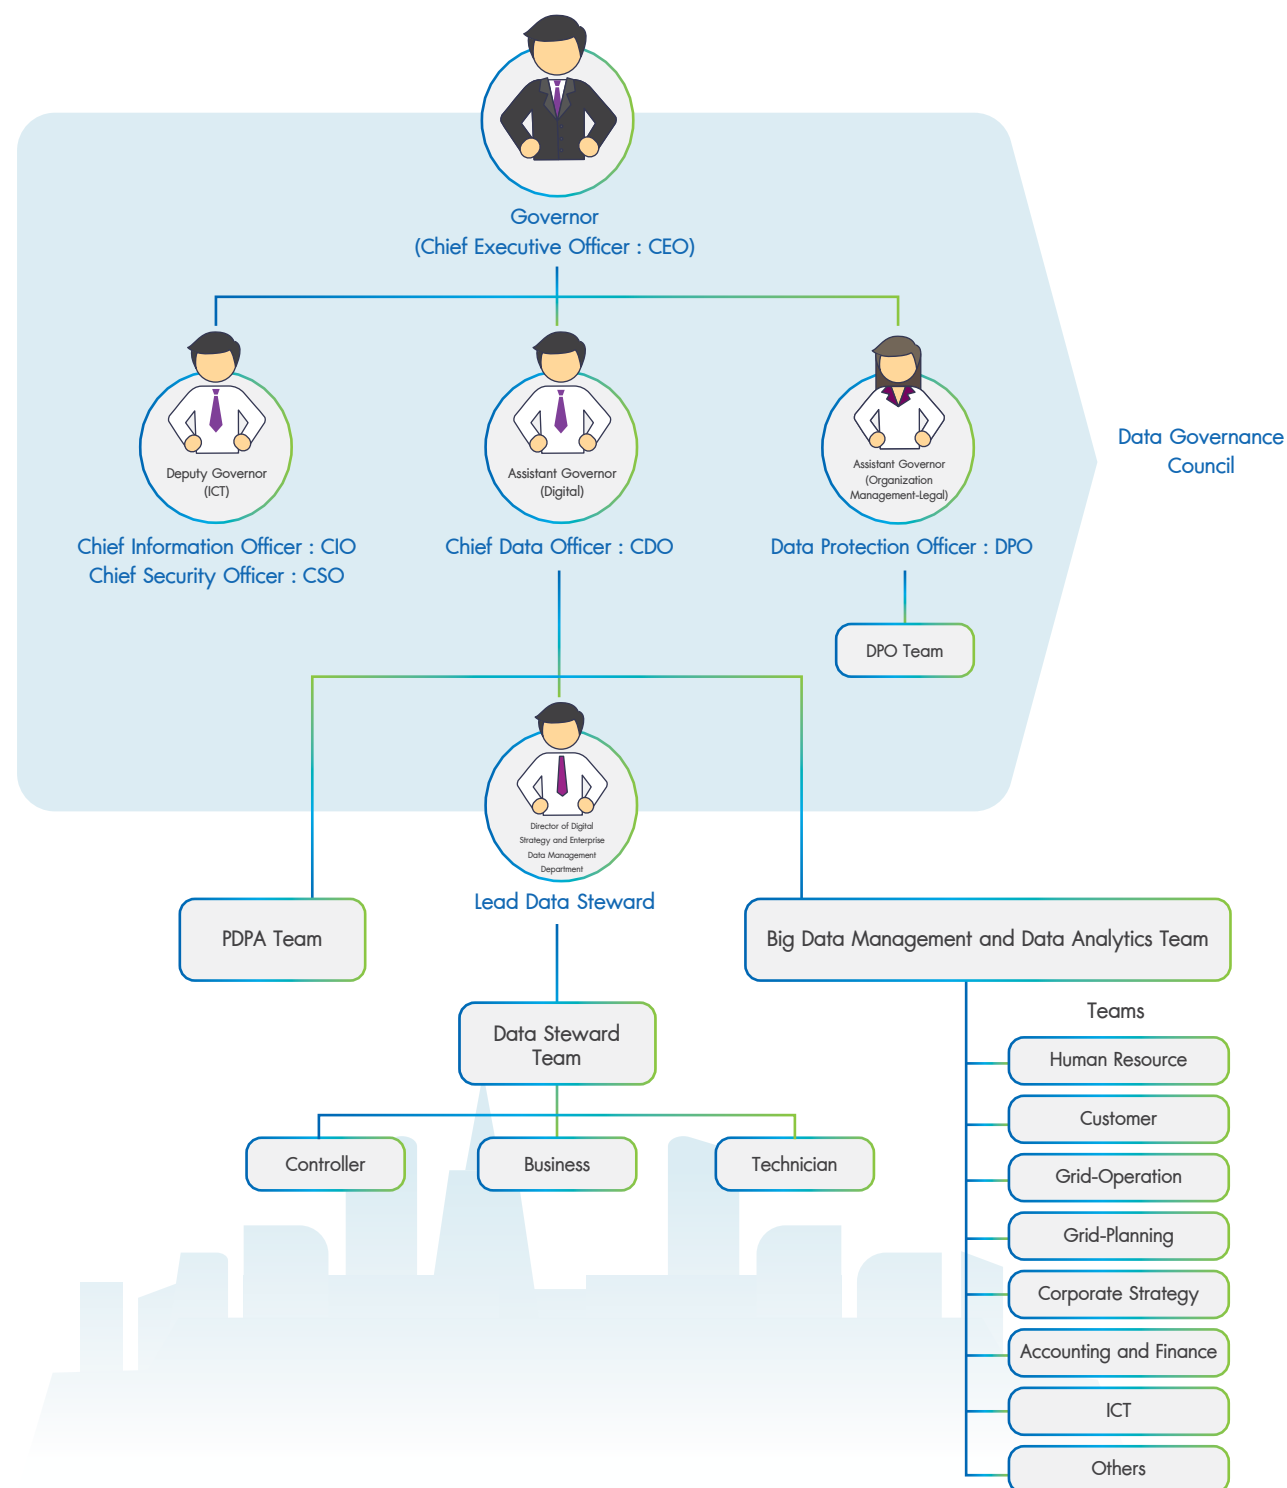 Governor
(Chief Executive Officer : CEO)
Deputy Governor
(ICT)
Assistant Governor
(Digital)
Assistant Governor
(Organization
Management-Legal)
Data Governance
Council
Chief Information Officer : CIO
Chief Security Officer : CSO
Chief Data Officer : CDO
Data Protection Officer : DPO
DPO Team
Director of Digital
Strategy and Enterprise
Data Management
Department
Lead Data Steward
PDPA Team
Big Data Management and Data Analytics Team
Data Steward
Team
Controller
Business
Technician
Teams
Human Resource
Customer
Grid-Operation
Grid-Planning
Corporate Strategy
Accounting and Finance
ICT
Others